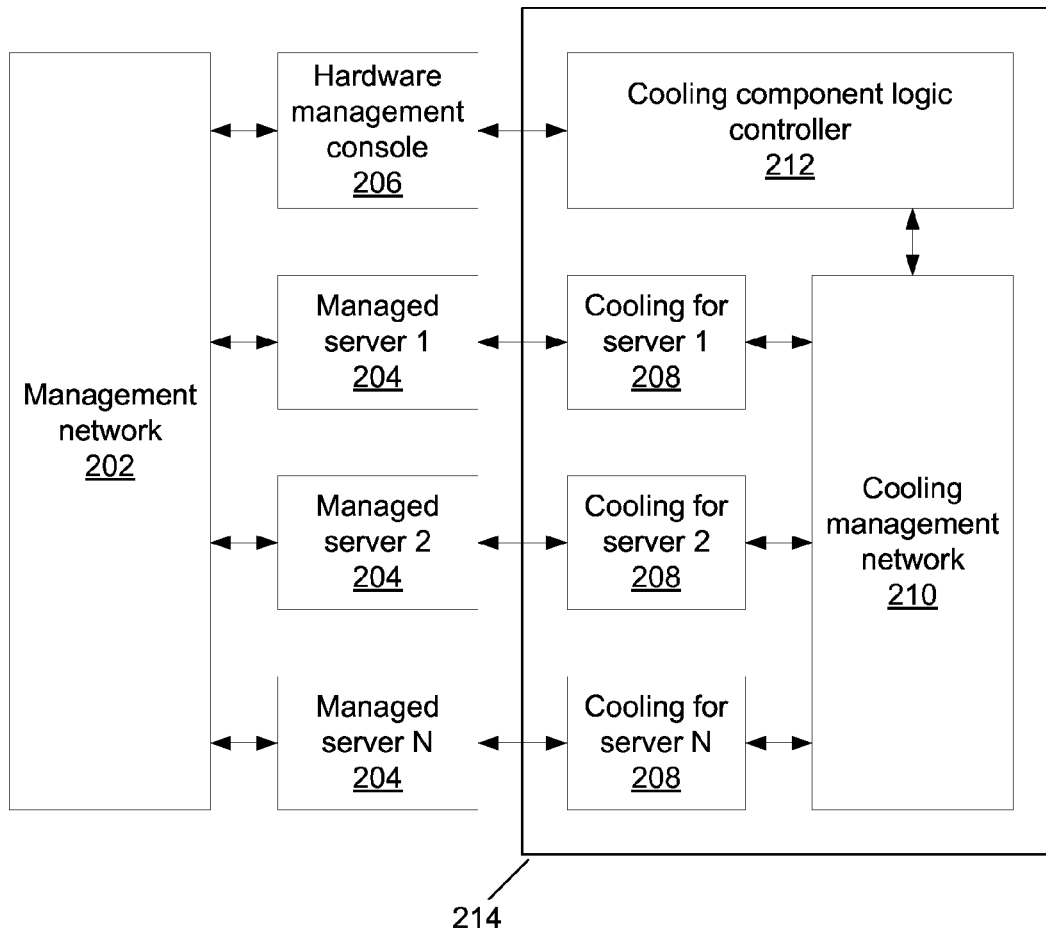 Hardware
management
console
206
Cooling component logic
controller
212
Managed
server 1
204
Cooling for
server 1
208
Management
network
202
Managed
server 2
204
Cooling for
server 2
208
Cooling
management
network
210
Managed
server N
204
Cooling for
server N
208
214